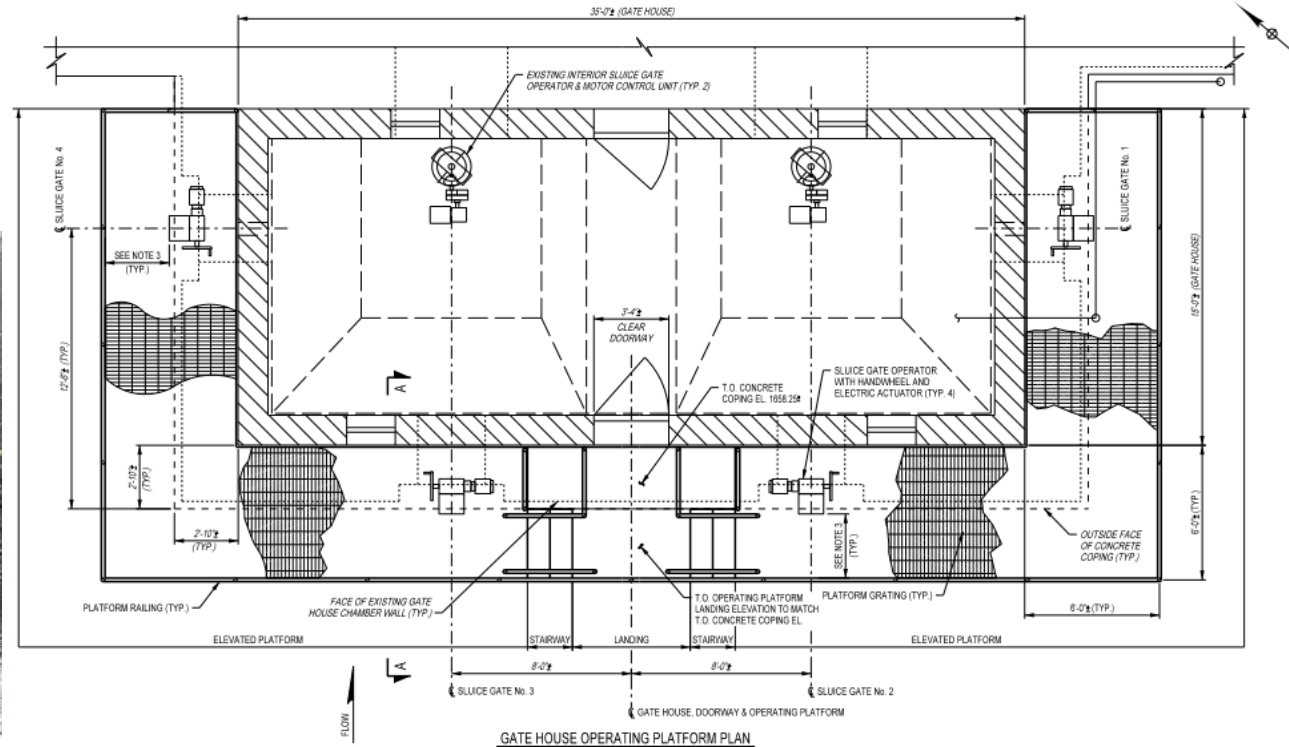 35'-0"± (GATE HOUSE)
EXISTING INTERIOR SLUICE GATE
OPERATOR & MOTOR CONTROL UNIT (TYP. 2)
℄ SLUICE GATE No. 4
℄ SLUICE GATE No. 1
SEE NOTE 3
(TYP.)
12'-6"± (TYP.)
15'-0"± (GATE HOUSE)
3'-4"±
CLEAR
DOORWAY
A
T.O. CONCRETE
COPING EL. 1658.25±
SLUICE GATE OPERATOR
WITH HANDWHEEL AND
ELECTRIC ACTUATOR (TYP. 4)
2'-10"±
(TYP.)
2'-10"±
(TYP.)
SEE NOTE 3
(TYP.)
6'-0"± (TYP.)
OUTSIDE FACE
OF CONCRETE
COPING (TYP.)
PLATFORM RAILING (TYP.)
FACE OF EXISTING GATE
HOUSE CHAMBER WALL (TYP.)
T.O. OPERATING PLATFORM
LANDING ELEVATION TO MATCH
T.O. CONCRETE COPING EL.
PLATFORM GRATING (TYP.)
6'-0"± (TYP.)
ELEVATED PLATFORM
STAIRWAY
LANDING
STAIRWAY
ELEVATED PLATFORM
A
8'-0"±
8'-0"±
℄ SLUICE GATE No. 3
℄ SLUICE GATE No. 2
℄ GATE HOUSE, DOORWAY & OPERATING PLATFORM
FLOW
GATE HOUSE OPERATING PLATFORM PLAN